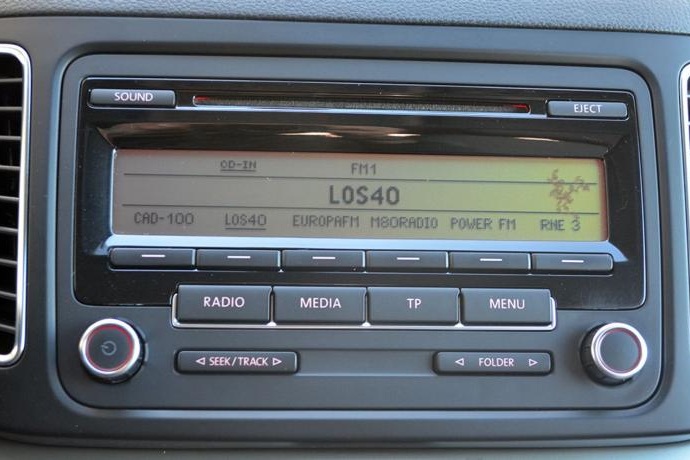 SOUND
EJECT
CD-IN FM1
LOS40
CAD-100 LOS40 EUROPAFM M80RADIO POWER FM RNE 3
RADIO MEDIA TP MENU
SEEK/TRACK FOLDER